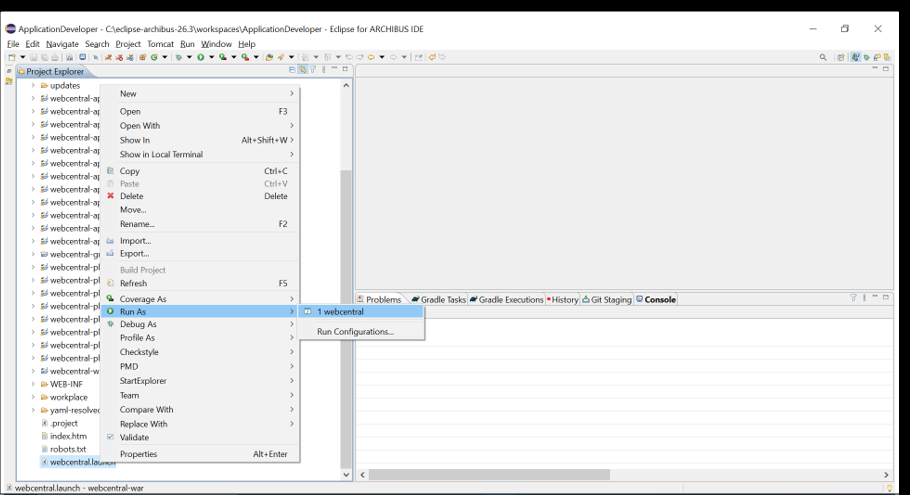 ApplicationDeveloper - C:\eclipse-archibus-26.3\workspaces\ApplicationDeveloper - Eclipse for ARCHIBUS IDE
File Edit Navigate Search Project Tomcat Run Window Help
Project Explorer
updates
webcentral-ap
webcentral-ap
webcentral-ap
webcentral-ap
webcentral-ap
webcentral-ap
webcentral-ap
webcentral-ap
webcentral-ap
webcentral-ap
webcentral-ap
webcentral-ap
webcentral-gr
webcentral-pl
webcentral-pl
webcentral-pl
webcentral-pl
webcentral-pl
webcentral-pl
webcentral-pl
webcentral-pl
webcentral-w
WEB-INF
workplace
yaml-resolved
.project
index.htm
robots.txt
webcentral.launch
New
Open F3
Open With
Show In Alt+Shift+W
Show in Local Terminal
Copy Ctrl+C
Paste Ctrl+V
Delete Delete
Move...
Rename... F2
Import...
Export...
Build Project
Refresh F5
Coverage As
Run As
Debug As
Profile As
Checkstyle
PMD
StartExplorer
Team
Compare With
Replace With
Validate
Properties Alt+Enter
1 webcentral
Run Configurations...
Problems Gradle Tasks Gradle Executions History Git Staging Console
webcentral.launch - webcentral-war